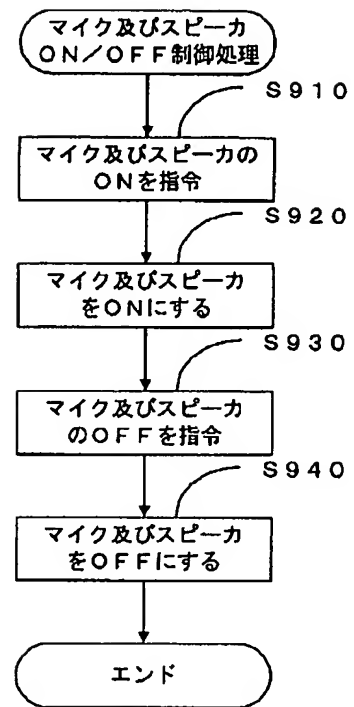 マイク及びスピーカ
ON/OFF制御処理
S910
マイク及びスピーカの
ONを指令
S920
マイク及びスピーカ
をONにする
S930
マイク及びスピーカ
のOFFを指令
S940
マイク及びスピーカ
をOFFにする
エンド